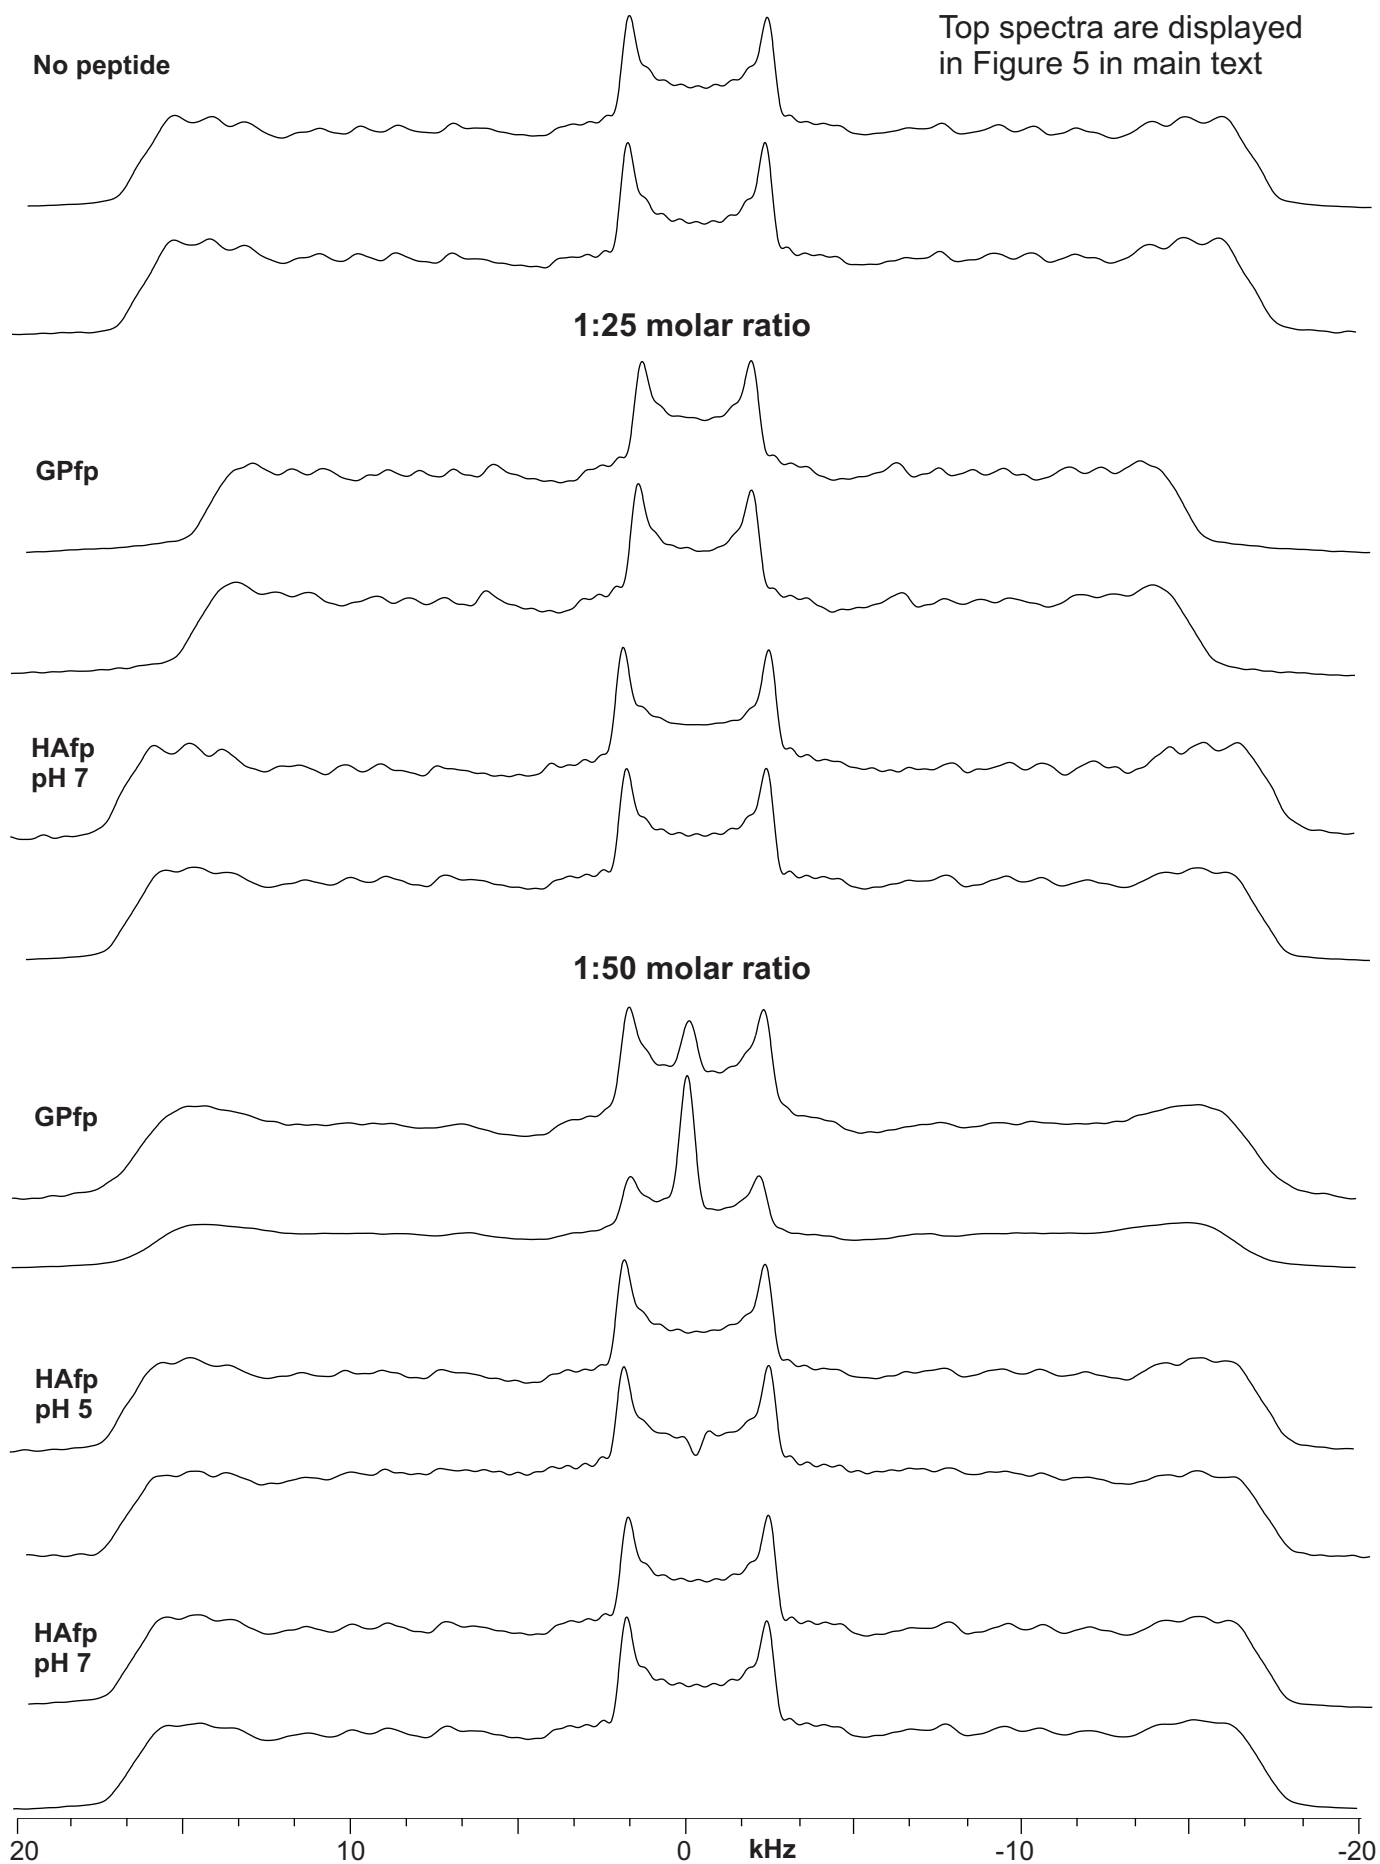 Top spectra are displayed
in Figure 5 in main text
No peptide
1:25 molar ratio
GPfp
HAfp
pH 7
1:50 molar ratio
GPfp
HAfp
pH 5
HAfp
pH 7
20 10 0 kHz -10 -20